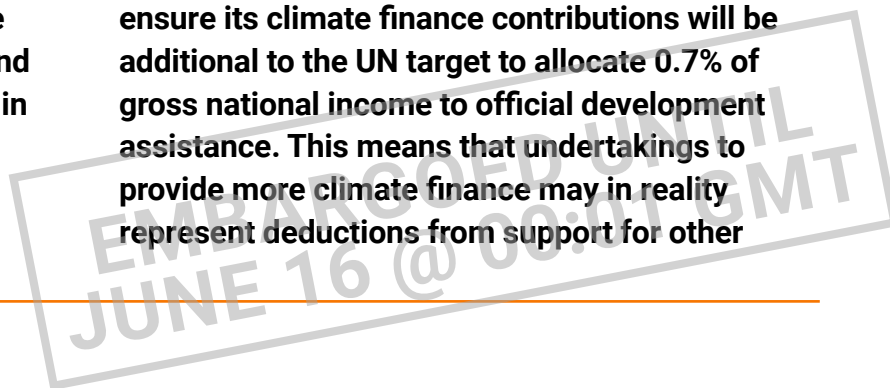 e
nd
in
ensure its climate finance contributions will be
additional to the UN target to allocate 0.7% of
gross national income to official development
assistance. This means that undertakings to
provide more climate finance may in reality
represent deductions from support for other
EMBARGOED UNTIL
JUNE 16 @ 00:01 GMT